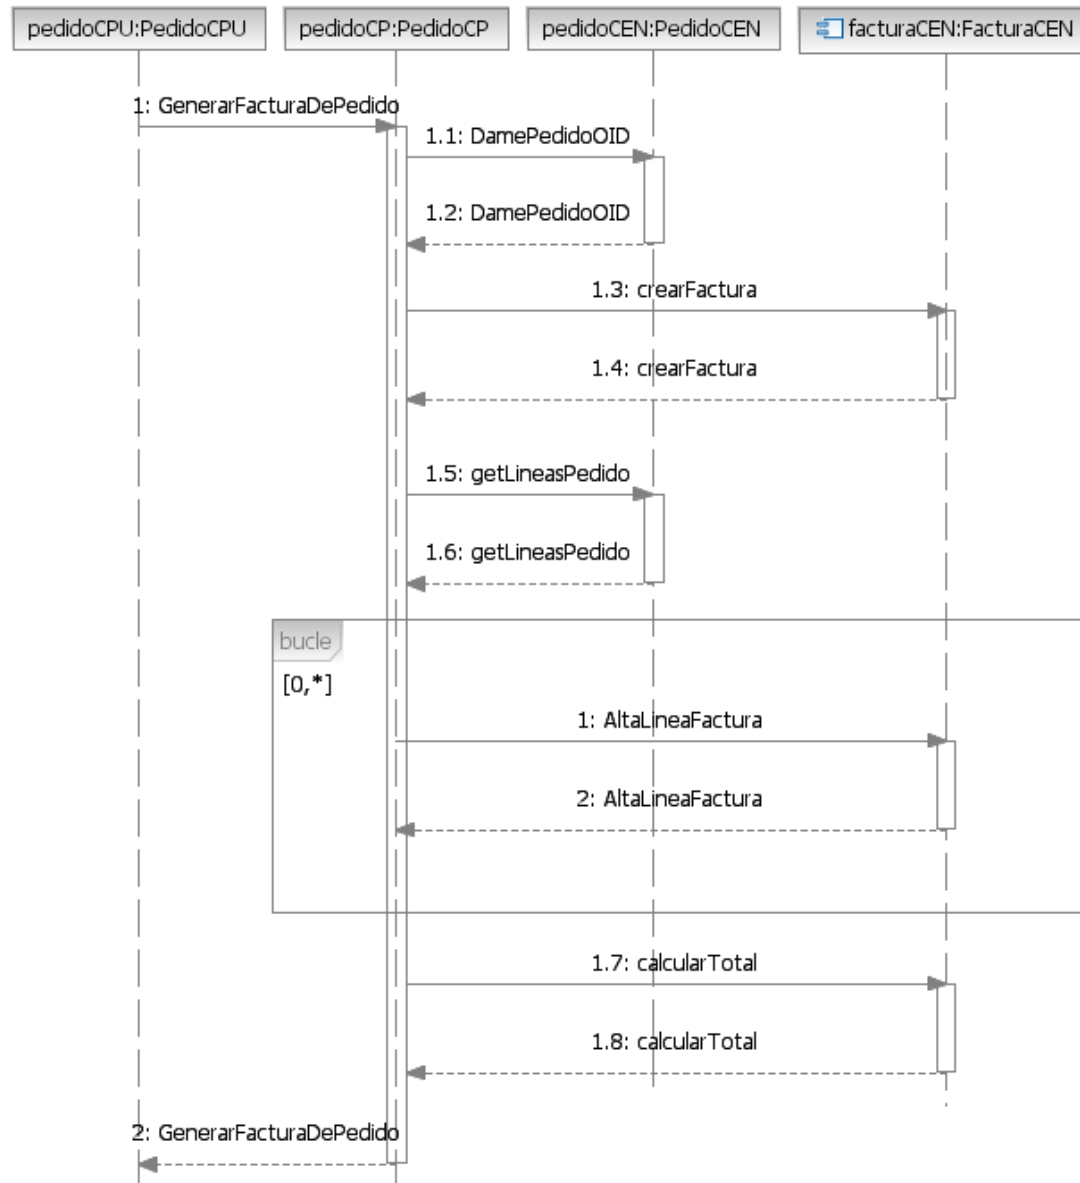 pedidoCPU:PedidoCPU
pedidoCP:PedidoCP
pedidoCEN:PedidoCEN
facturaCEN:FacturaCEN
1: GenerarFacturaDePedido
1.1: DamePedidoOID
1.2: DamePedidoOID
1.3: crearFactura
1.4: crearFactura
1.5: getLineasPedido
1.6: getLineasPedido
bucle
[0,*]
1: AltaLineaFactura
2: AltaLineaFactura
1.7: calcularTotal
1.8: calcularTotal
2: GenerarFacturaDePedido